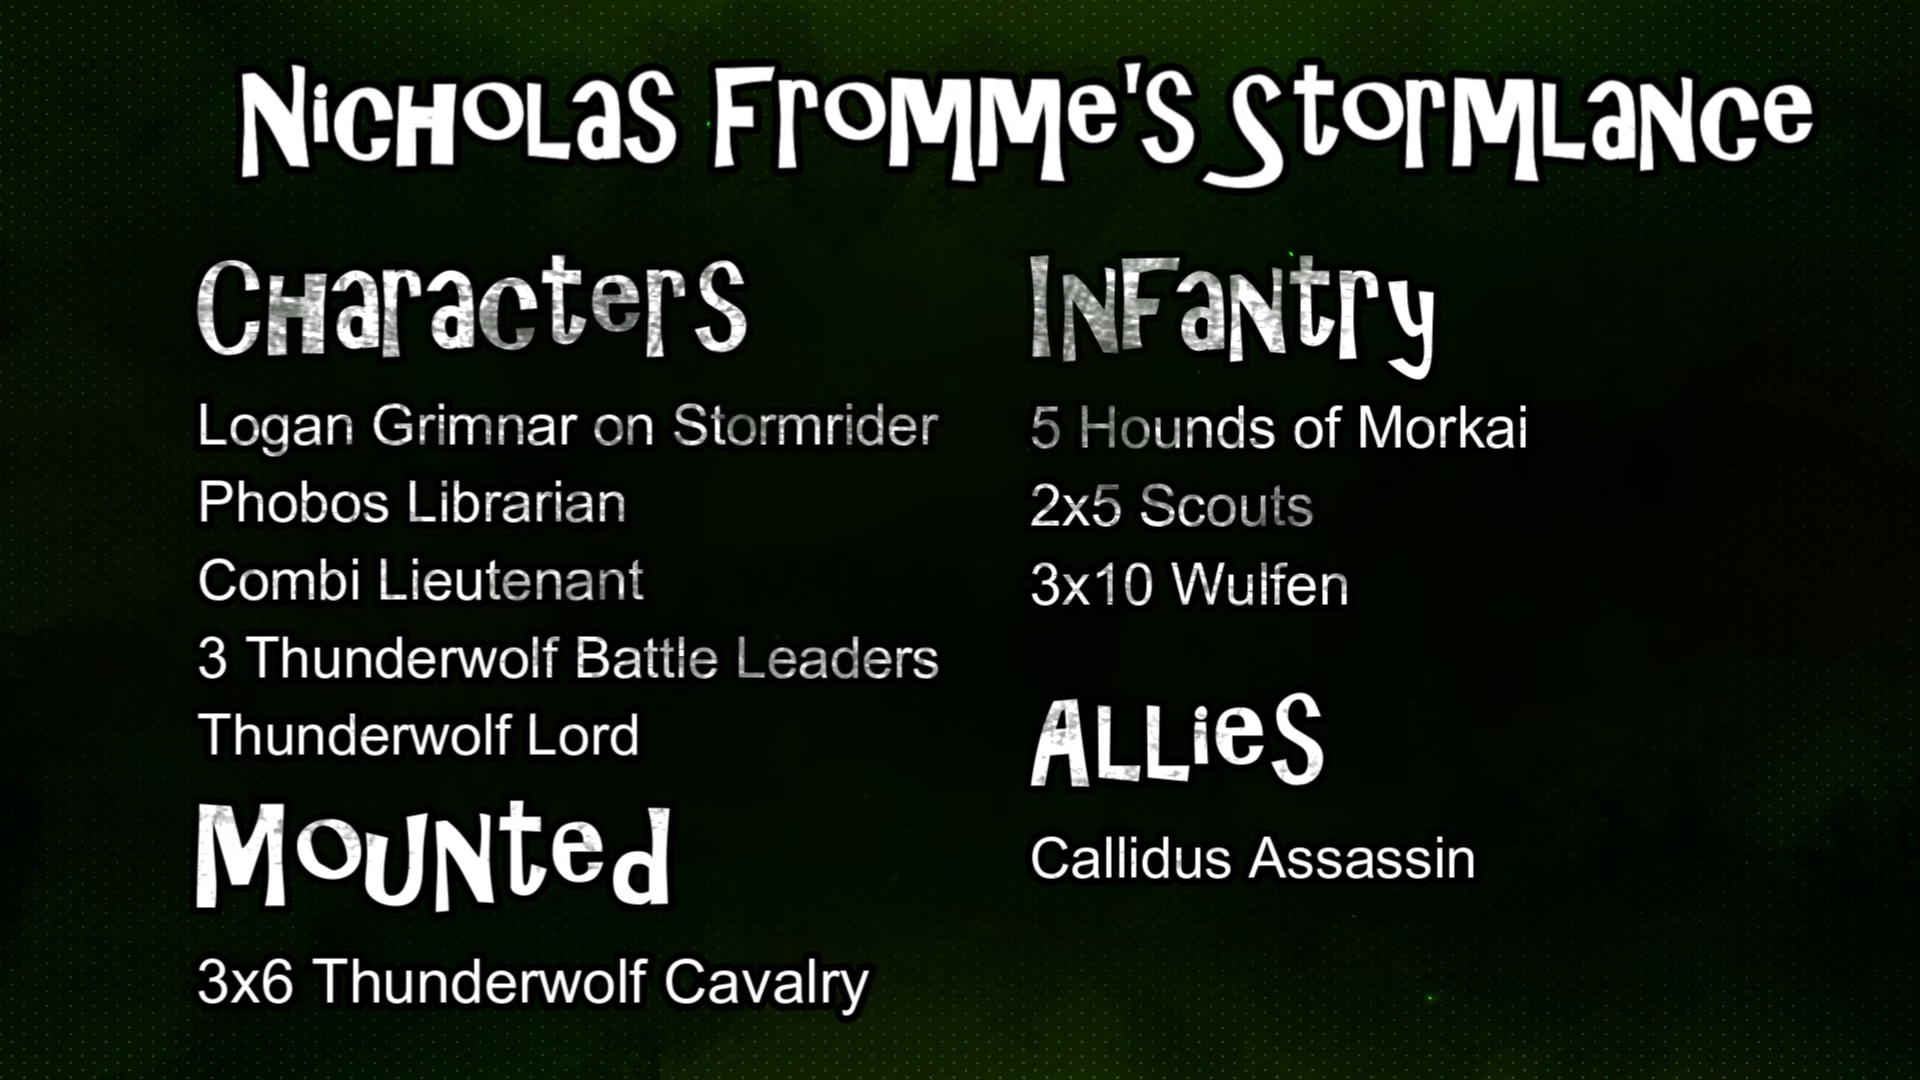 Nicholas Fromme's Stormlance
Characters
Logan Grimnar on Stormrider
Phobos Librarian
Combi Lieutenant
3 Thunderwolf Battle Leaders
Thunderwolf Lord
Mounted
3x6 Thunderwolf Cavalry
Infantry
5 Hounds of Morkai
2x5 Scouts
3x10 Wulfen
Allies
Callidus Assassin